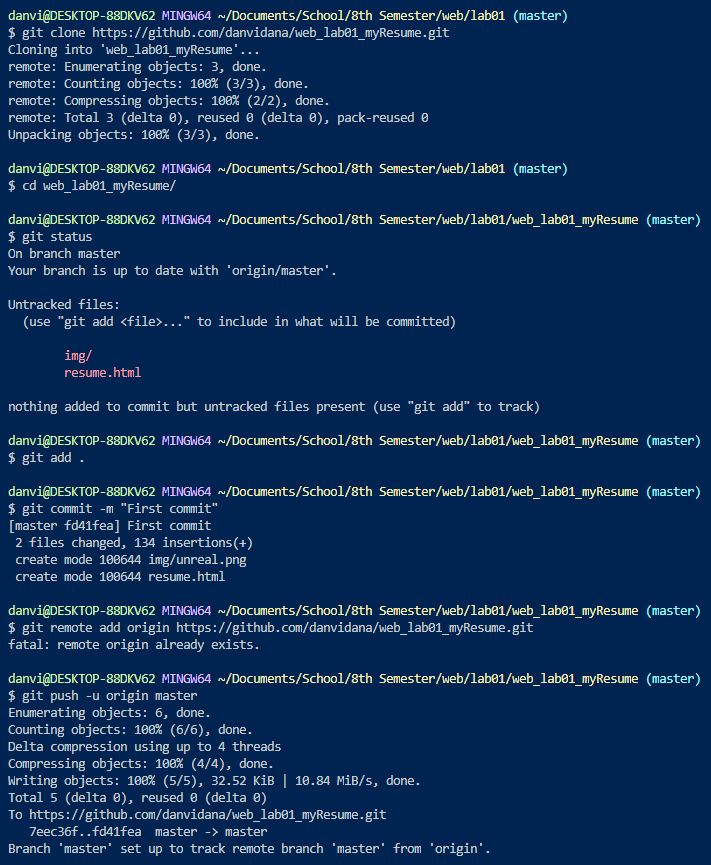 danvi@DESKTOP-88DKV62 MINGW64 ~/Documents/School/8th Semester/web/lab01 (master)
$ git clone https://github.com/danvidana/web_lab01_myResume.git
Cloning into 'web_lab01_myResume'...
remote: Enumerating objects: 3, done.
remote: Counting objects: 100% (3/3), done.
remote: Compressing objects: 100% (2/2), done.
remote: Total 3 (delta 0), reused 0 (delta 0), pack-reused 0
Unpacking objects: 100% (3/3), done.
danvi@DESKTOP-88DKV62 MINGW64 ~/Documents/School/8th Semester/web/lab01 (master)
$ cd web_lab01_myResume/
danvi@DESKTOP-88DKV62 MINGW64 ~/Documents/School/8th Semester/web/lab01/web_lab01_myResume (master)
$ git status
On branch master
Your branch is up to date with 'origin/master'.
Untracked files:
  (use "git add <file>..." to include in what will be committed)
        img/
        resume.html
nothing added to commit but untracked files present (use "git add" to track)
danvi@DESKTOP-88DKV62 MINGW64 ~/Documents/School/8th Semester/web/lab01/web_lab01_myResume (master)
$ git add .
danvi@DESKTOP-88DKV62 MINGW64 ~/Documents/School/8th Semester/web/lab01/web_lab01_myResume (master)
$ git commit -m "First commit"
[master fd41fea] First commit
 2 files changed, 134 insertions(+)
 create mode 100644 img/unreal.png
 create mode 100644 resume.html
danvi@DESKTOP-88DKV62 MINGW64 ~/Documents/School/8th Semester/web/lab01/web_lab01_myResume (master)
$ git remote add origin https://github.com/danvidana/web_lab01_myResume.git
fatal: remote origin already exists.
danvi@DESKTOP-88DKV62 MINGW64 ~/Documents/School/8th Semester/web/lab01/web_lab01_myResume (master)
$ git push -u origin master
Enumerating objects: 6, done.
Counting objects: 100% (6/6), done.
Delta compression using up to 4 threads
Compressing objects: 100% (4/4), done.
Writing objects: 100% (5/5), 32.52 KiB | 10.84 MiB/s, done.
Total 5 (delta 0), reused 0 (delta 0)
To https://github.com/danvidana/web_lab01_myResume.git
   7eec36f..fd41fea  master -> master
Branch 'master' set up to track remote branch 'master' from 'origin'.